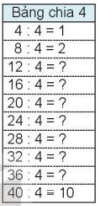 Bảng chia 4
4 : 4 = 1
8 : 4 = 2
12 : 4 = ?
16 : 4 = ?
20 : 4 = ?
24 : 4 = ?
28 : 4 = ?
32 : 4 = ?
36 : 4 = ?
40 : 4 = 10